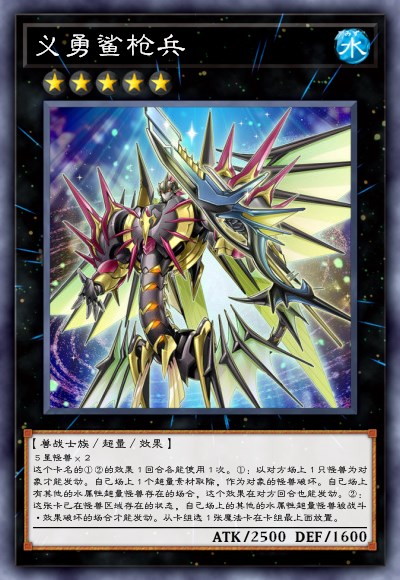 义勇鲨枪兵
水
【兽战士族／超量／效果】
５星怪兽×２
这个卡名的①②的效果１回合各能使用１次。①：以对方场上１只怪兽为对
象才能发动。自己场上１个超量素材取除，作为对象的怪兽破坏。自己场上
有其他的水属性超量怪兽存在的场合，这个效果在对方回合也能发动。②：
这张卡已在怪兽区域存在的状态，自己场上的其他的水属性超量怪兽被战斗
·效果破坏的场合才能发动。从卡组选１张魔法卡在卡组最上面放置。
ATK/2500 DEF/1600